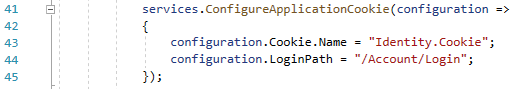 41 services.ConfigureApplicationCookie(configuration =>
42 {
43 configuration.Cookie.Name = "Identity.Cookie";
44 configuration.LoginPath = "/Account/Login";
45 });